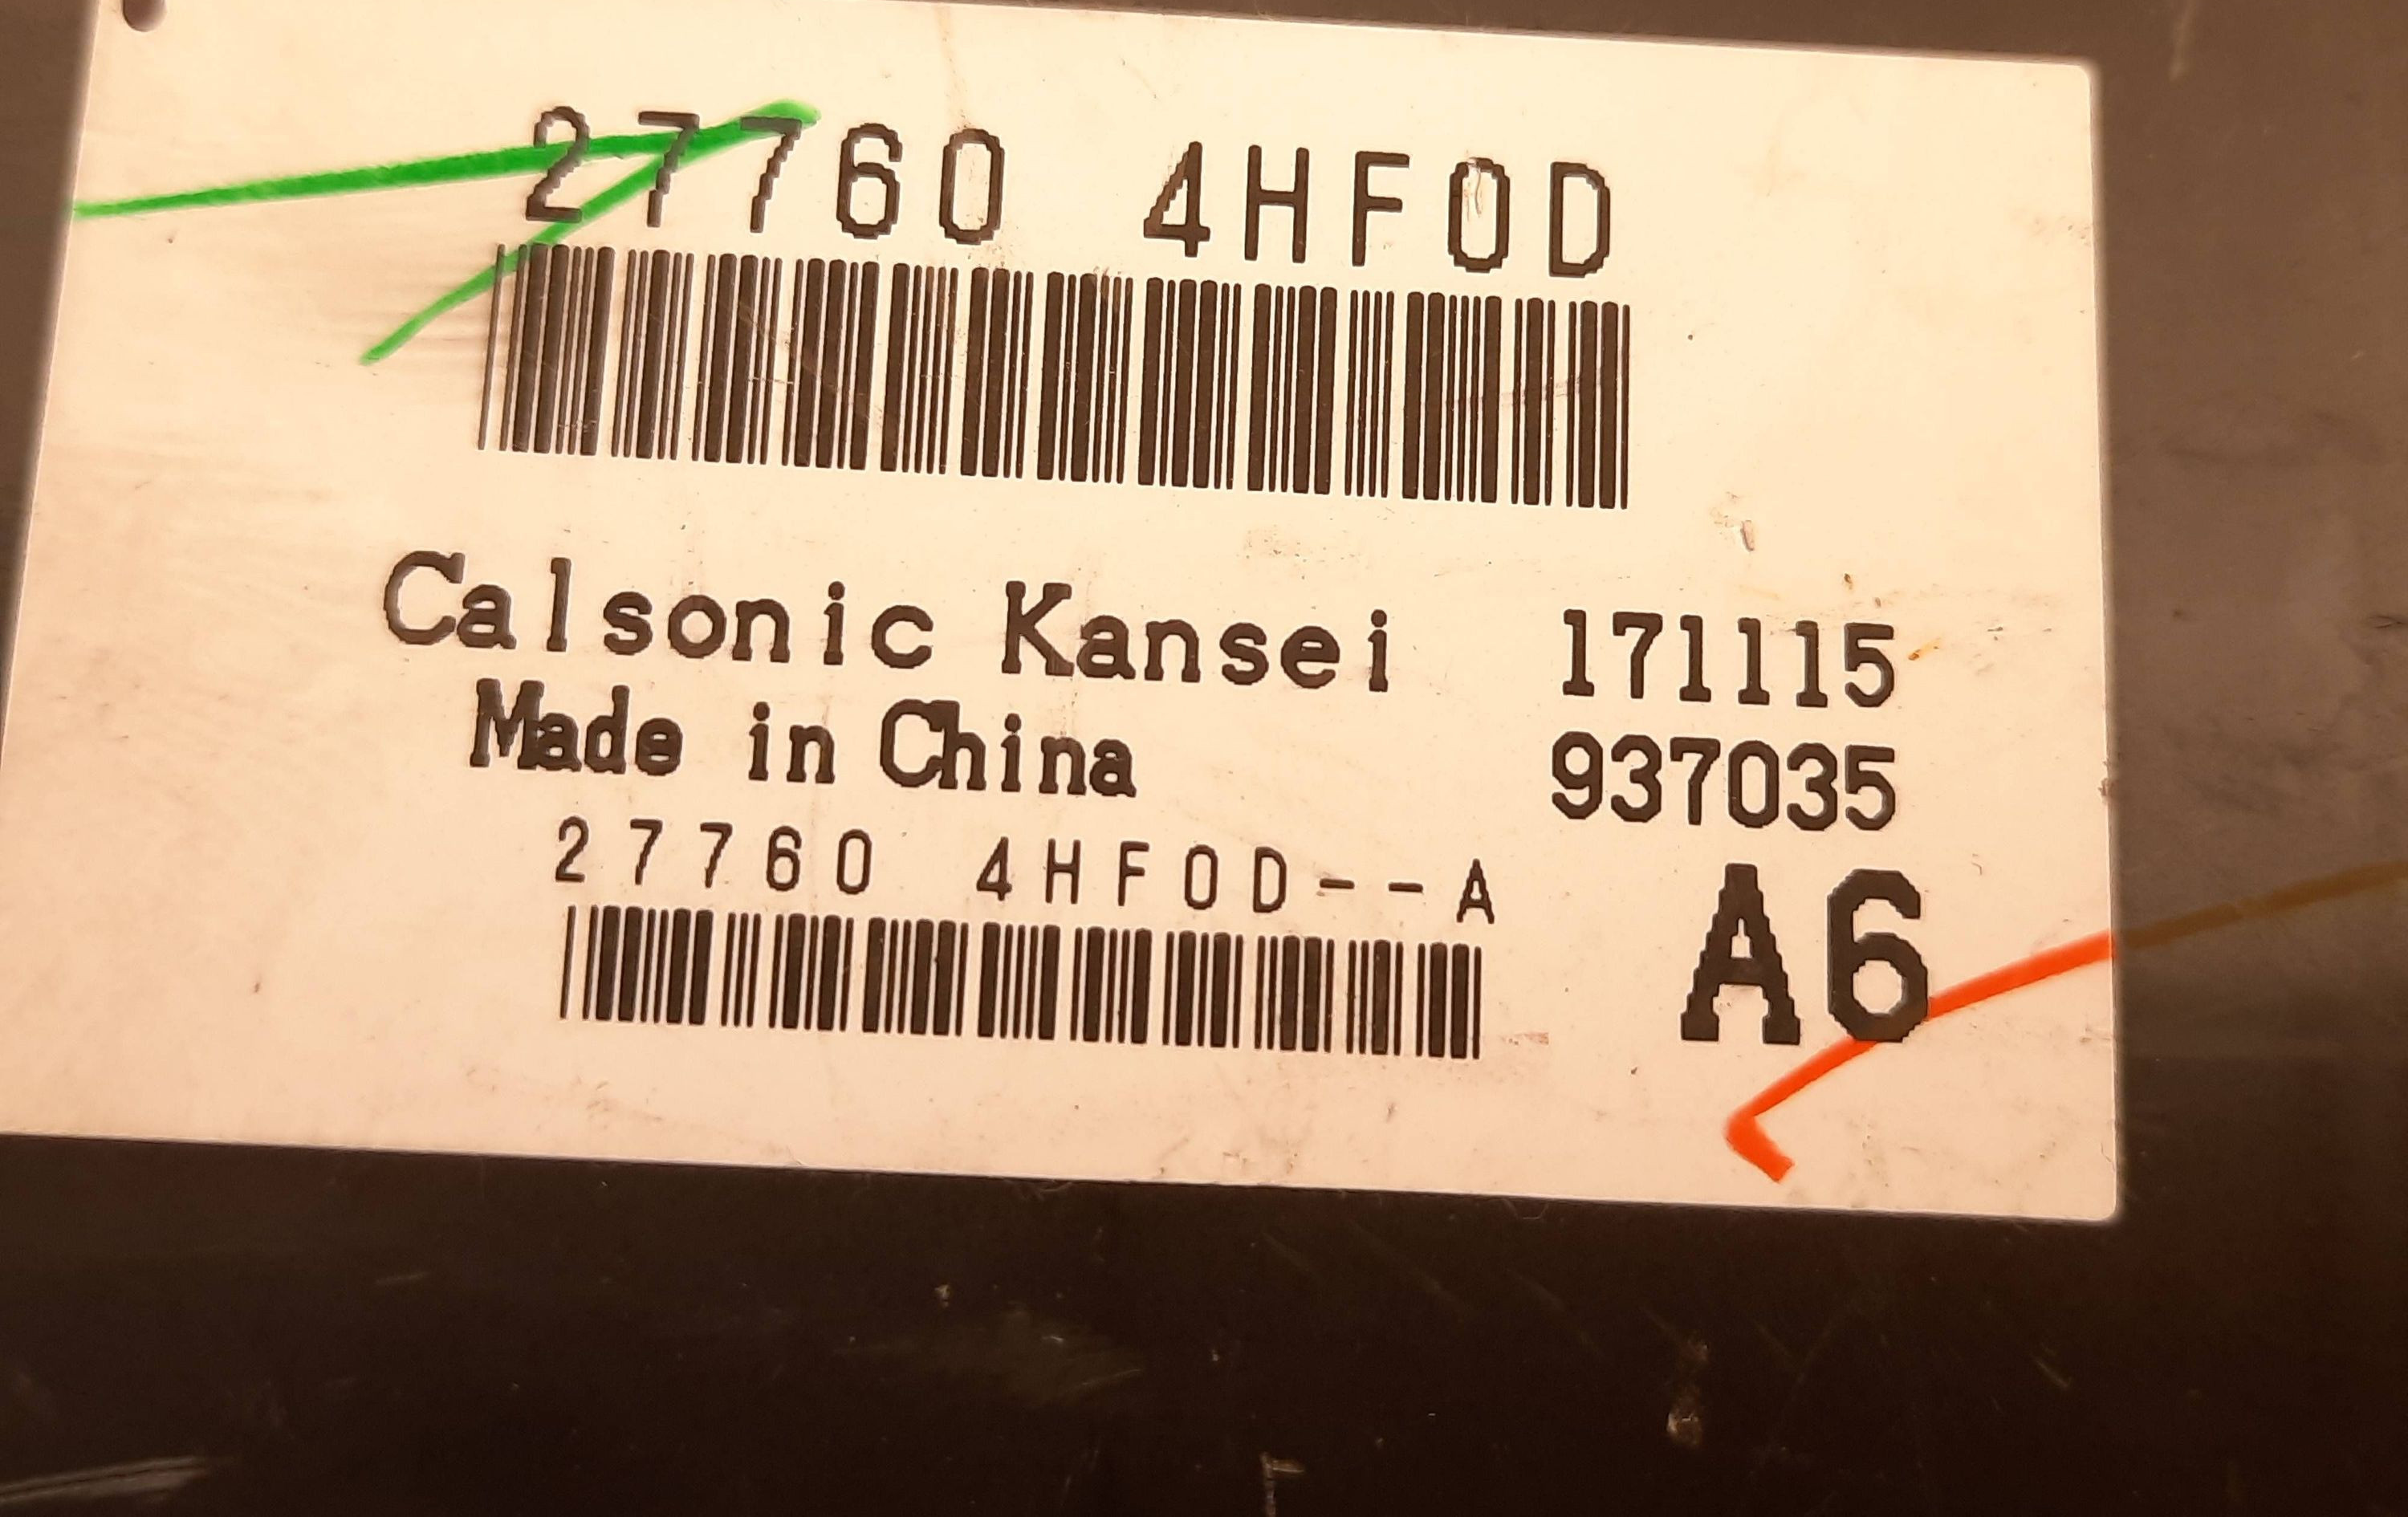 27760 4HF0D
Calsonic Kansei 171115
Made in China 937035
27760 4HF0D--A
A6